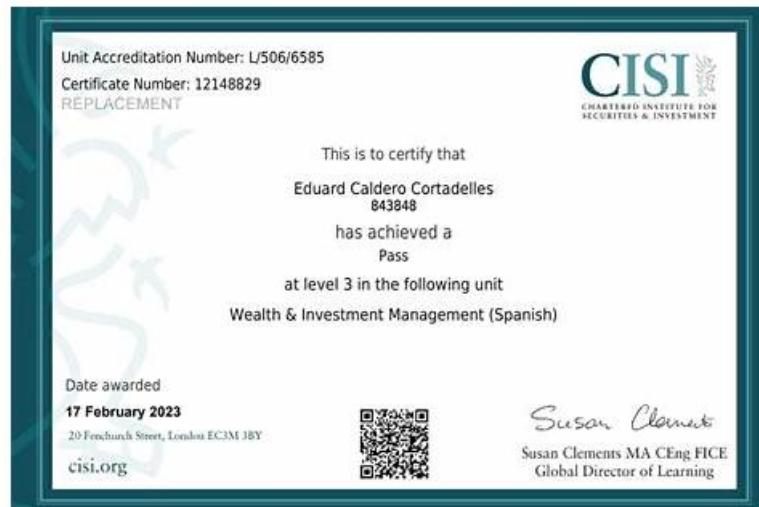 Unit Accreditation Number: L/506/6585
Certificate Number: 12148829
REPLACEMENT
CISI
CHARTERED INSTITUTE FOR
SECURITIES & INVESTMENT
This is to certify that
Eduard Caldero Cortadelles
843848
has achieved a
Pass
at level 3 in the following unit
Wealth & Investment Management (Spanish)
Date awarded
17 February 2023
20 Fenchurch Street, London EC3M 3BY
cisi.org
Susan Clements
Susan Clements MA CEng FICE
Global Director of Learning